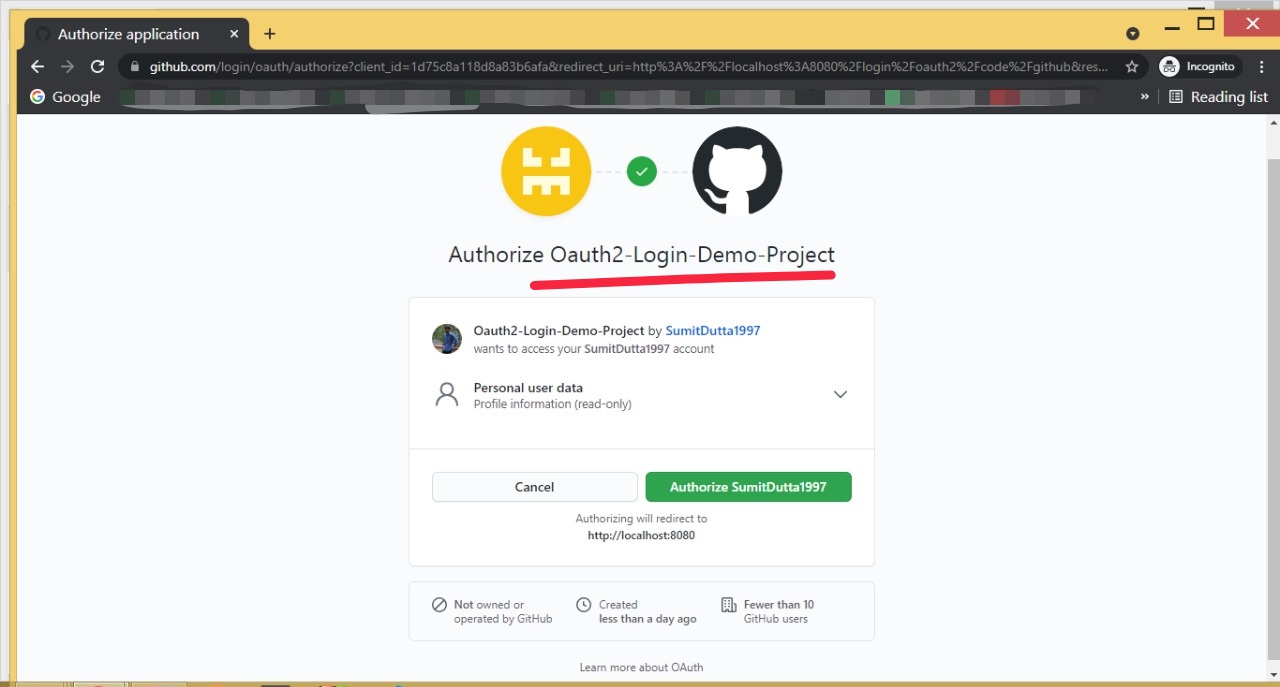 Authorize application
github.com/login/oauth/authorize?client_id=1d75c8a118d8a83b6afa&redirect_uri=http%3A%2F%2Flocalhost%3A8080%2Flogin%2Foauth2%2Fcode%2Fgithub&res...
Incognito
Google
»
Reading list
Authorize Oauth2-Login-Demo-Project
Oauth2-Login-Demo-Project by SumitDutta1997
wants to access your SumitDutta1997 account
Personal user data
Profile information (read-only)
Cancel
Authorize SumitDutta1997
Authorizing will redirect to
http://localhost:8080
Not owned or
operated by GitHub
Created
less than a day ago
Fewer than 10
GitHub users
Learn more about OAuth